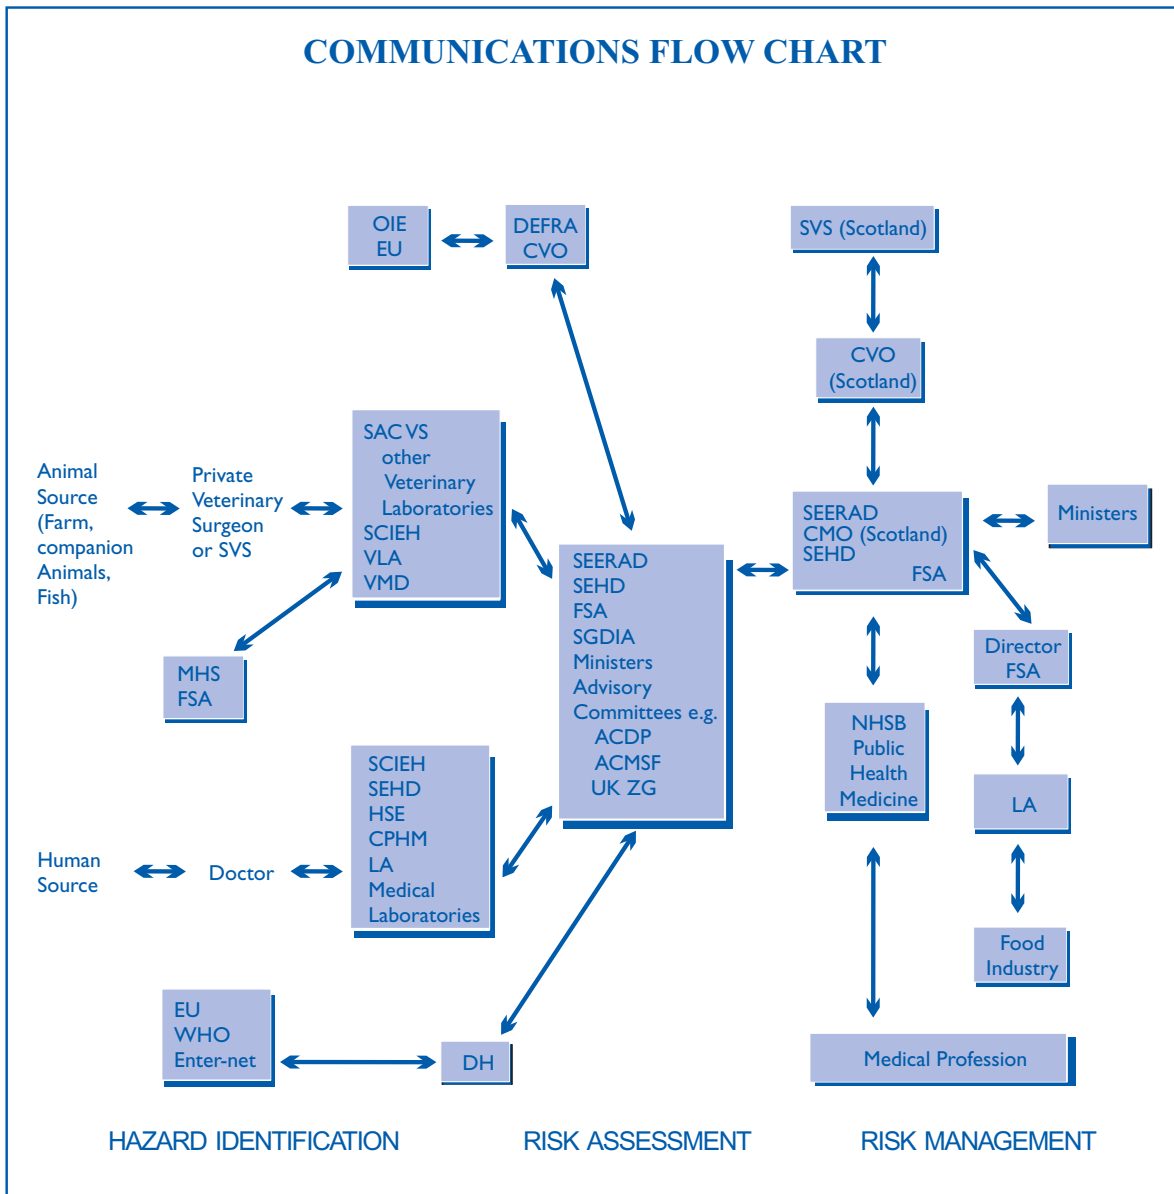 COMMUNICATIONS FLOW CHART
OIE
EU
DEFRA
CVO
SVS (Scotland)
CVO
(Scotland)
Animal
Source
(Farm,
companion
Animals,
Fish)
Private
Veterinary
Surgeon
or SVS
SAC VS
other
Veterinary
Laboratories
SCIEH
VLA
VMD
MHS
FSA
SEERAD
SEHD
FSA
SGDIA
Ministers
Advisory
Committees e.g.
ACDP
ACMSF
UK ZG
SEERAD
CMO (Scotland)
SEHD
FSA
Ministers
Director
FSA
NHSB
Public
Health
Medicine
LA
Food
Industry
Human
Source
Doctor
SCIEH
SEHD
HSE
CPHM
LA
Medical
Laboratories
EU
WHO
Enter-net
DH
Medical Profession
HAZARD IDENTIFICATION
RISK ASSESSMENT
RISK MANAGEMENT